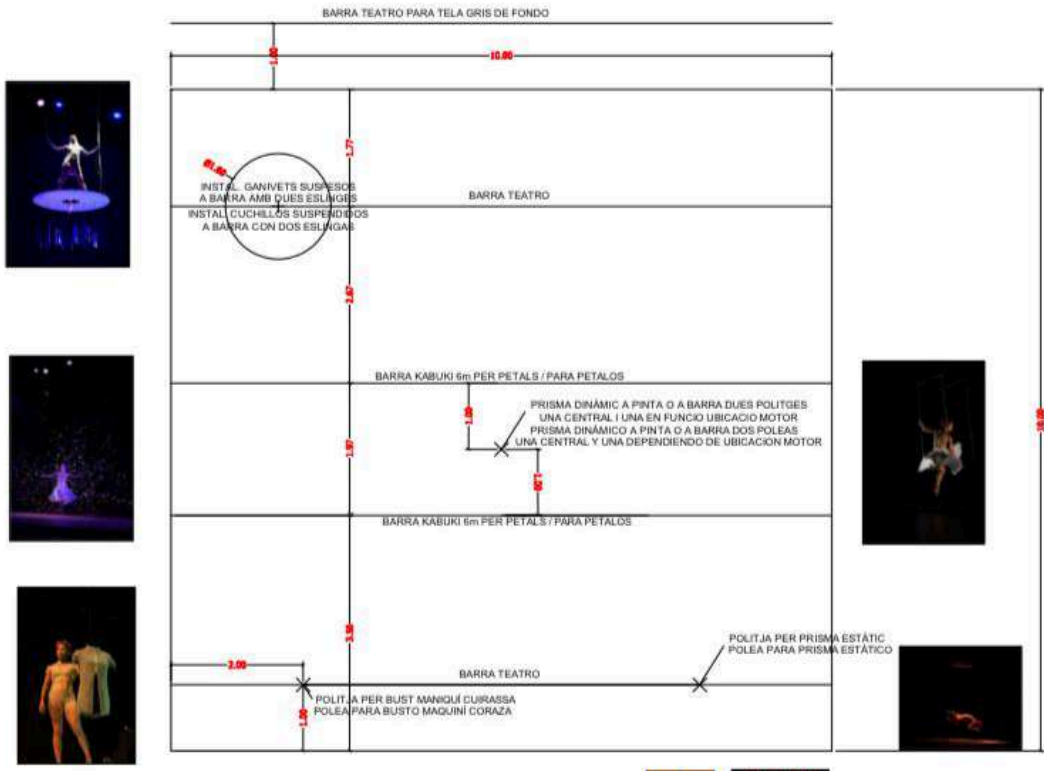 BARRA TEATRO PARA TELA GRIS DE FONDO
1.00
10.00
1.77
Ø1.60
INSTAL. GANIVETS SUSPESOS
A BARRA AMB DUES ESLINGES
INSTAL. CUCHILLOS SUSPENDIDOS
A BARRA CON DOS ESLINGAS
BARRA TEATRO
2.67
BARRA KABUKI 6m PER PETALS / PARA PETALOS
1.00
PRISMA DINÀMIC A PINTA O A BARRA DUES POLITGES
UNA CENTRAL I UNA EN FUNCIO UBICACIO MOTOR
PRISMA DINÁMICO A PINTA O A BARRA DOS POLEAS
UNA CENTRAL Y UNA DEPENDIENDO DE UBICACION MOTOR
10.00
1.97
BARRA KABUKI 6m PER PETALS / PARA PETALOS
POLITJA PER PRISMA ESTÀTIC
POLEA PARA PRISMA ESTÁTICO
2.00
BARRA TEATRO
POLITJA PER BUST MANIQUÍ CUIRASSA
POLEA PARA BUSTO MAQUINÍ CORAZA
1.00